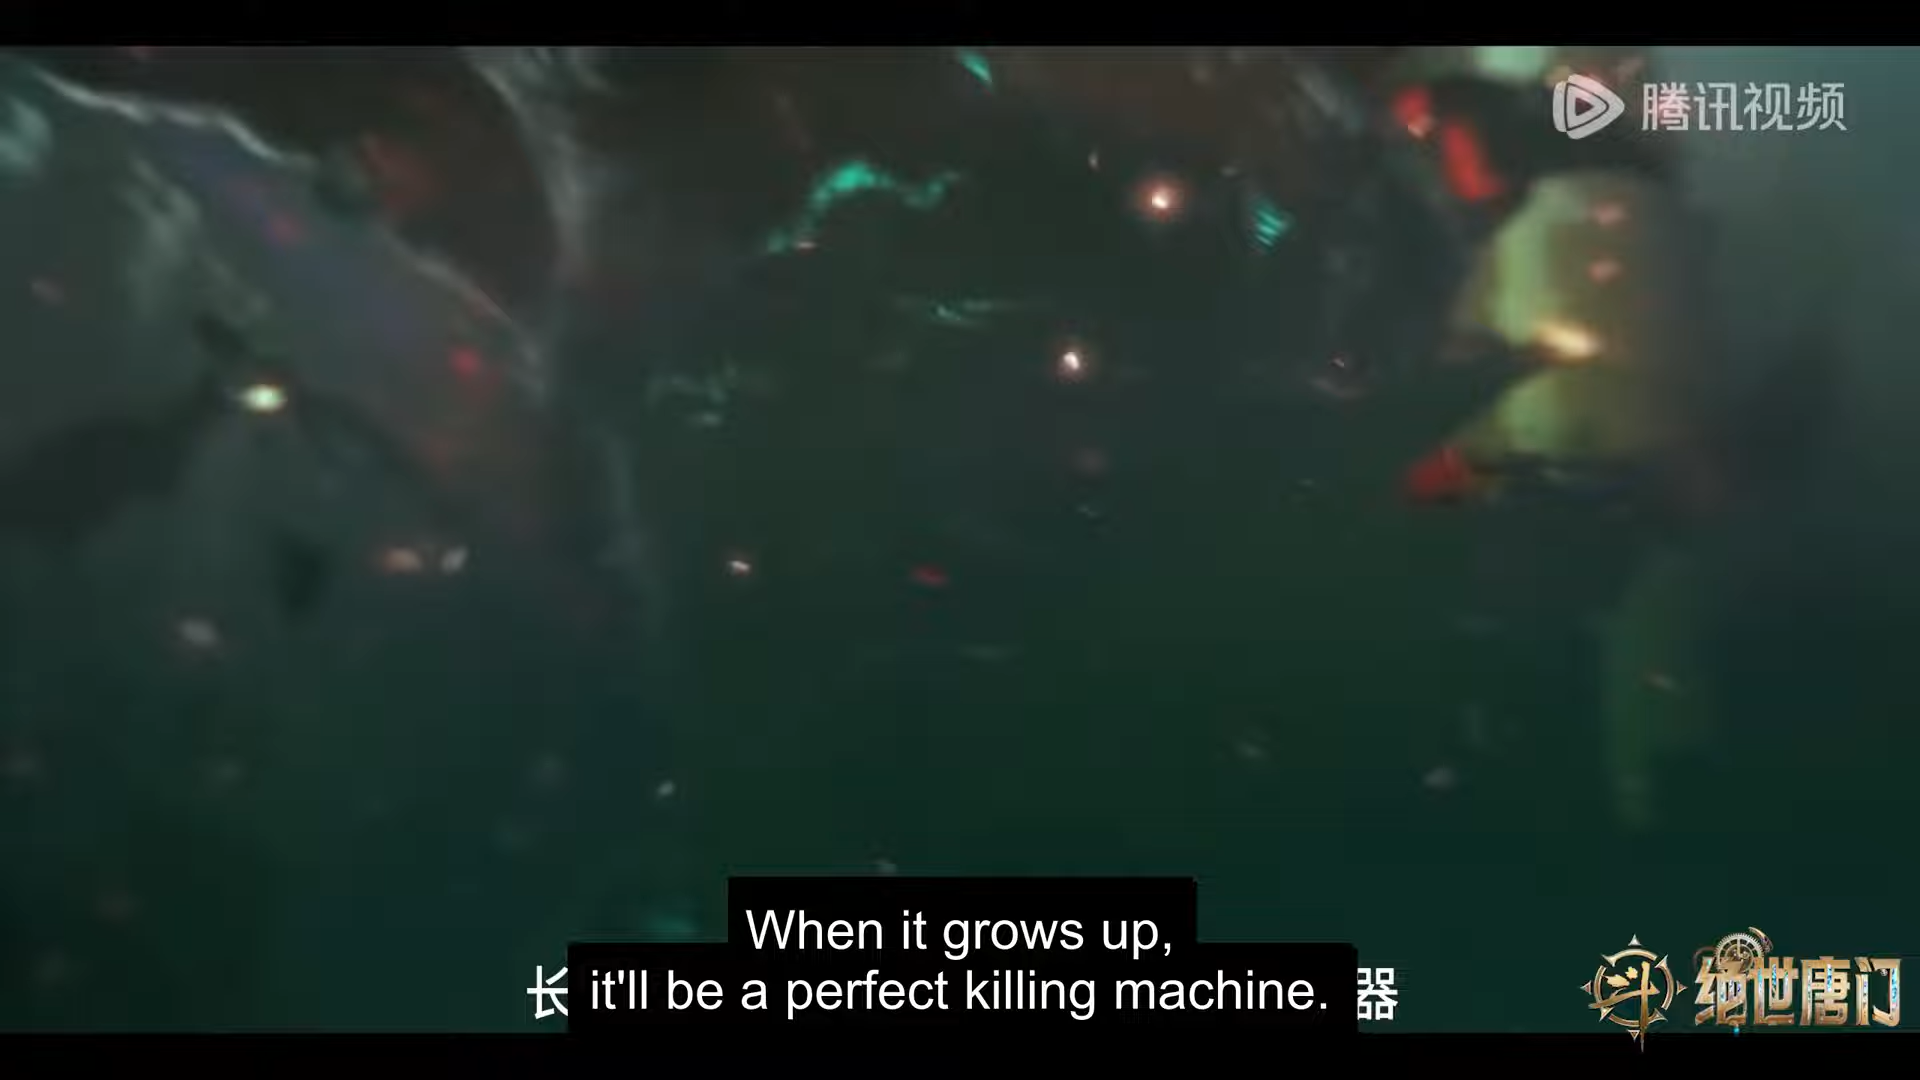 腾讯视频
When it grows up,
长 it'll be a perfect killing machine. 器
斗 绝世唐门